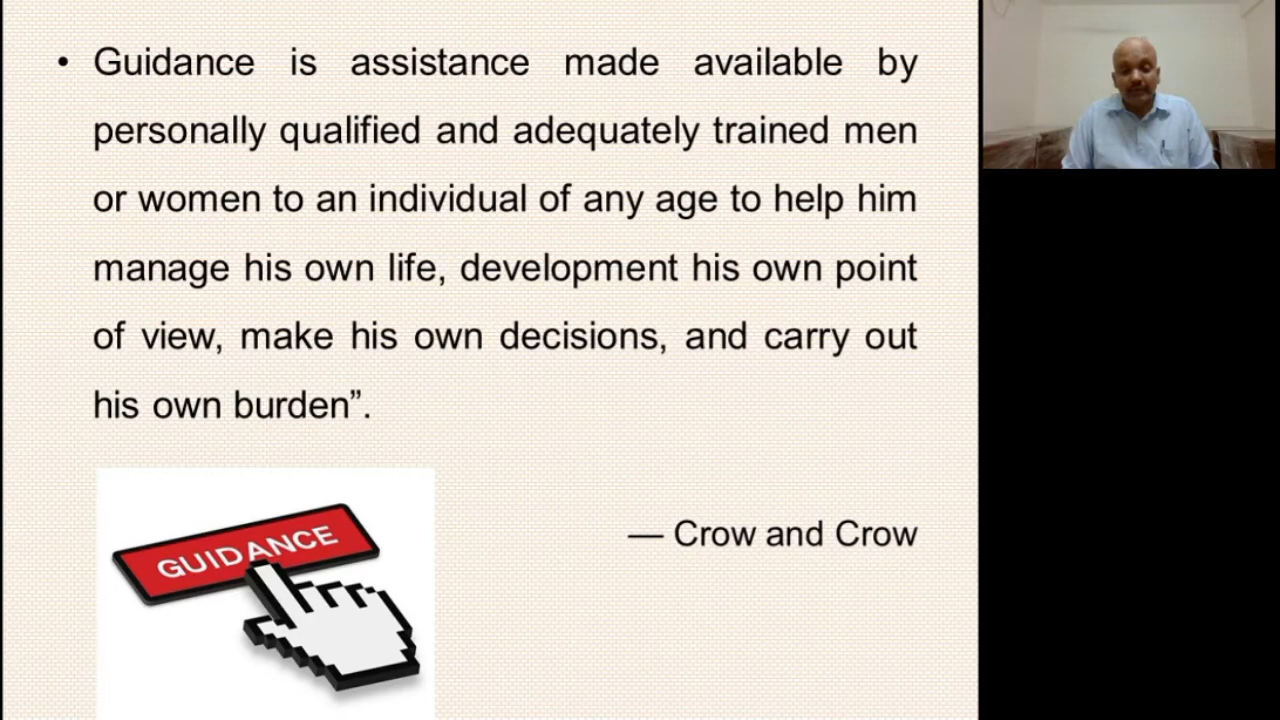 • Guidance is assistance made available by
personally qualified and adequately trained men
or women to an individual of any age to help him
manage his own life, development his own point
of view, make his own decisions, and carry out
his own burden”.
GUIDANCE
— Crow and Crow